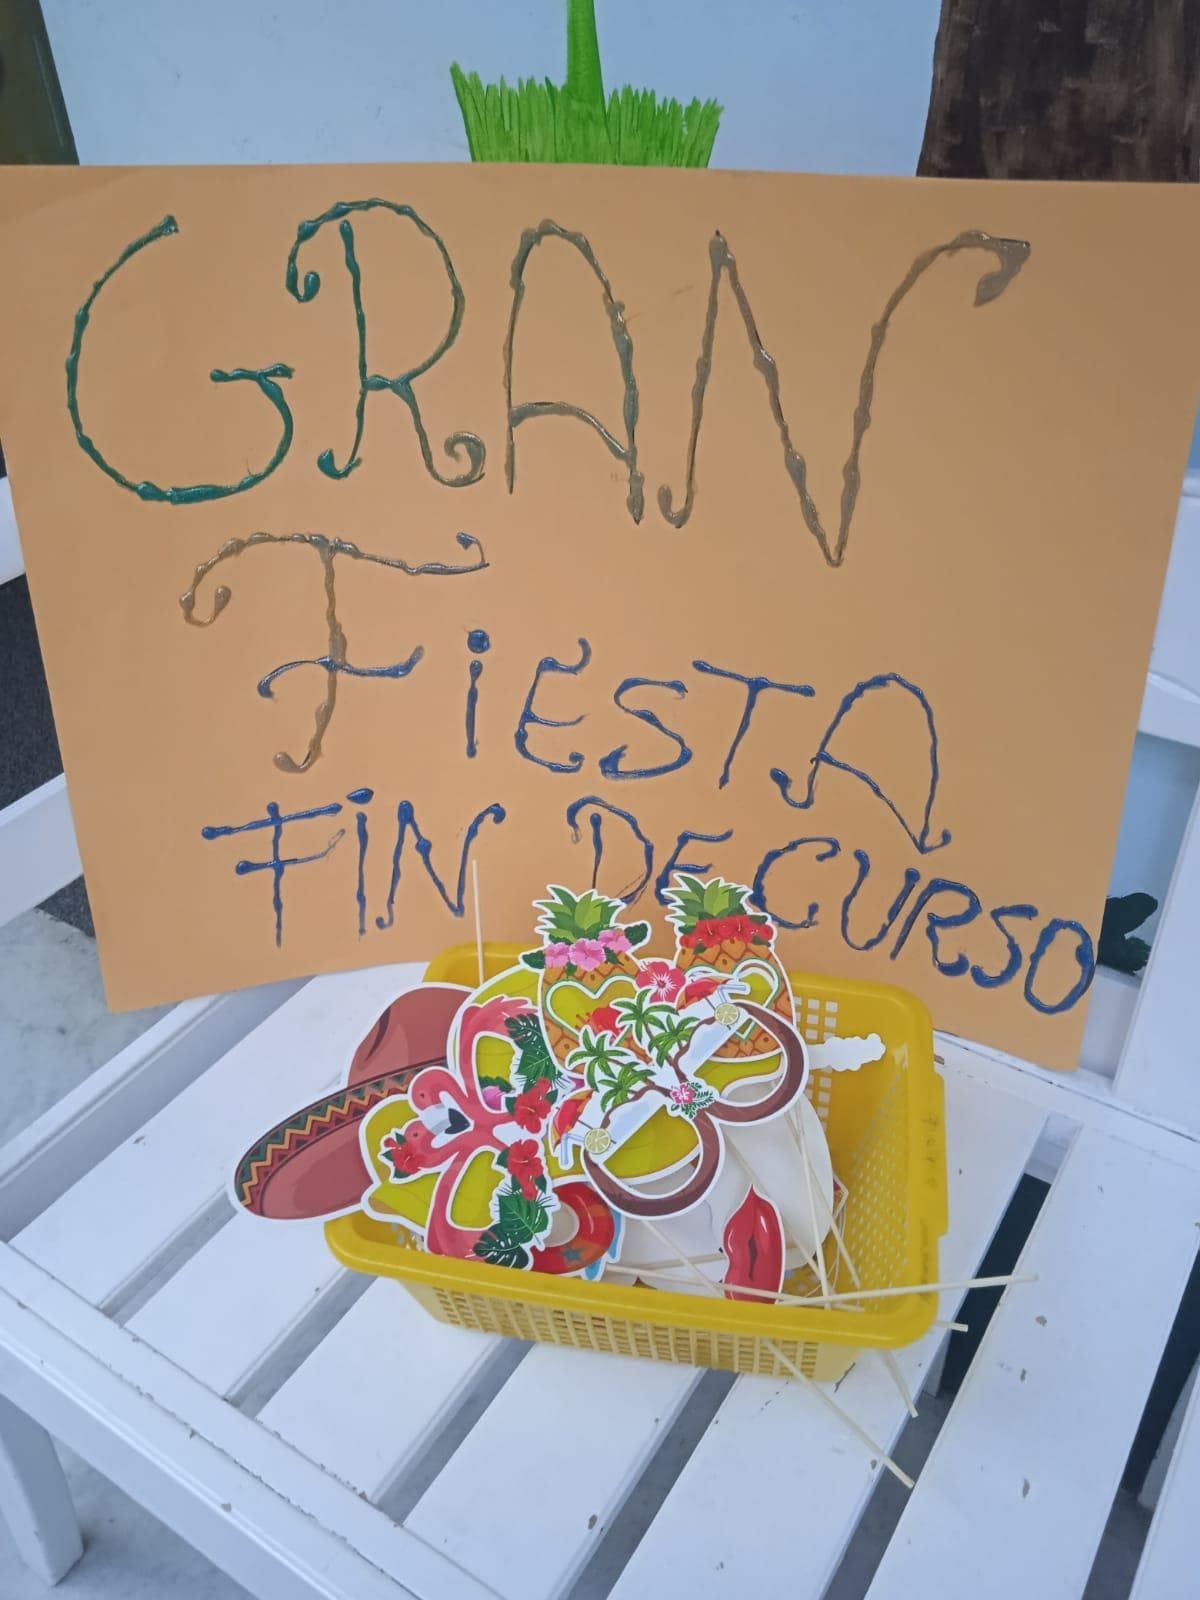 GRAN
FiESTA
FiN DE CURSO